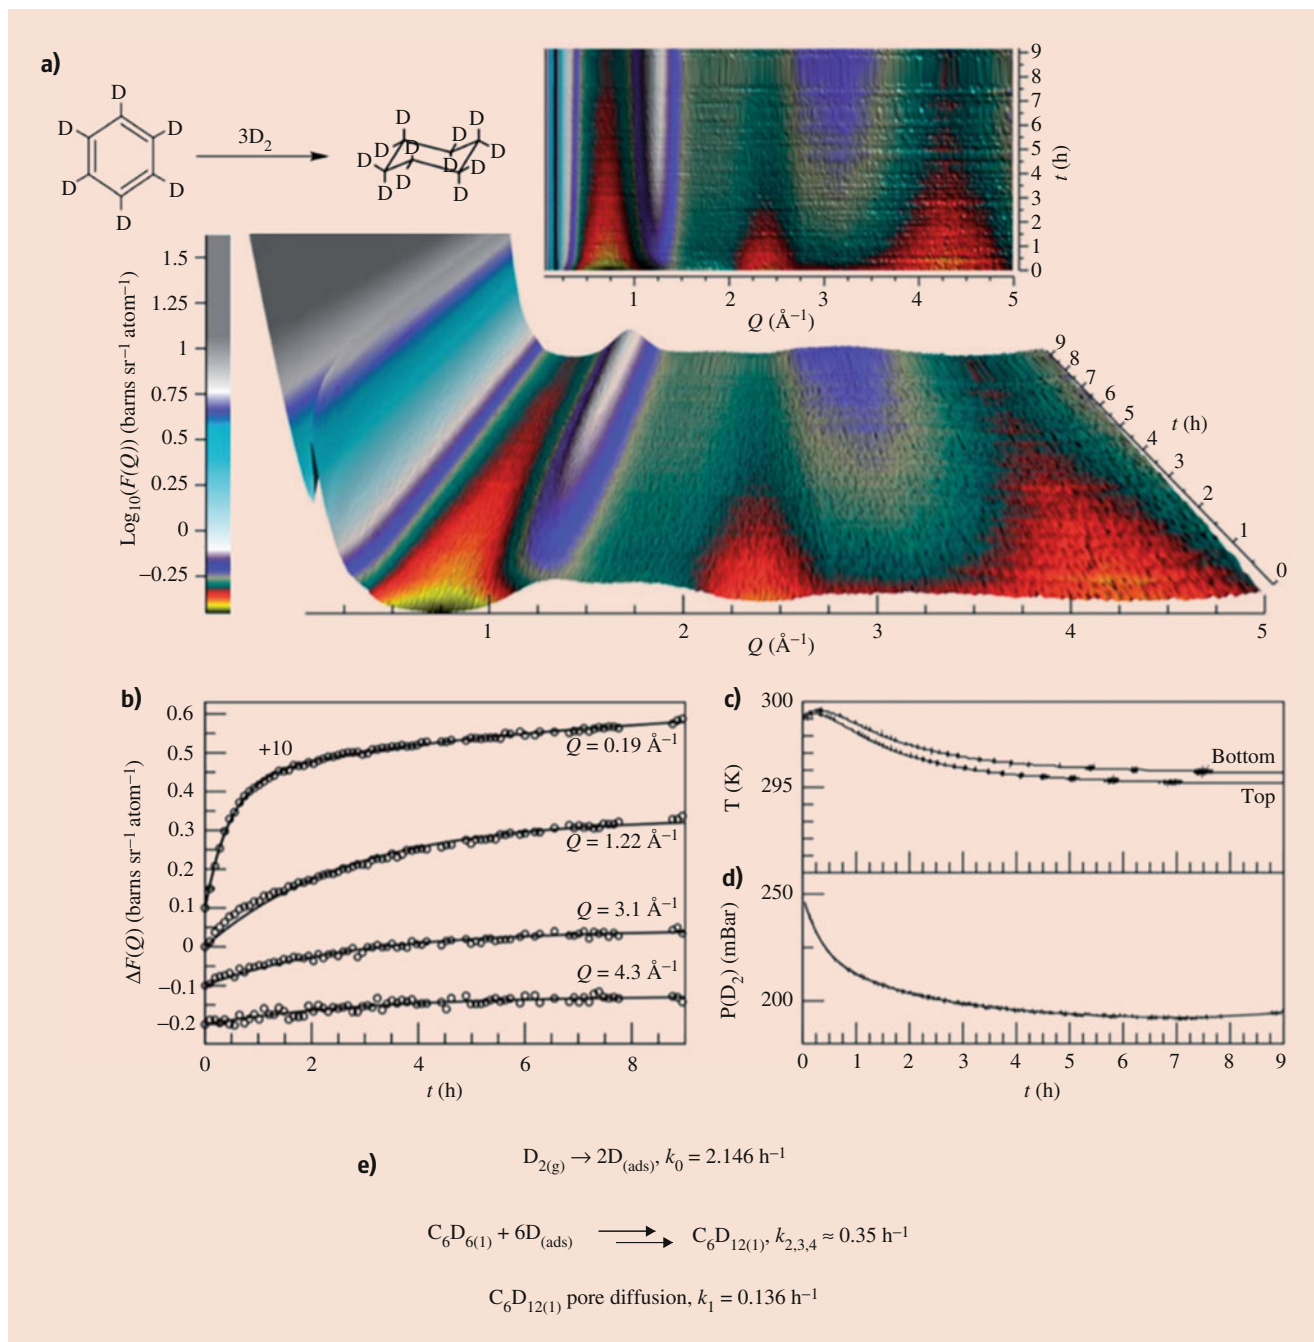 a)
D
D
D
D
D
D
3D₂
D
D
D
D
D
D
D
D
D
D
D
9
8
7
6
5
4
3
2
1
0
t (h)
1 2 3 4 5
Q (Å⁻¹)
Log₁₀(F(Q)) (barns sr⁻¹ atom⁻¹)
1.5
1.25
1
0.75
0.5
0.25
0
−0.25
9
8
7
6
5
4
3
2
1
0
t (h)
1 2 3 4 5
Q (Å⁻¹)
b)
ΔF(Q) (barns sr⁻¹ atom⁻¹)
0.6
0.5
0.4
0.3
0.2
0.1
0
−0.1
−0.2
+10
Q = 0.19 Å⁻¹
Q = 1.22 Å⁻¹
Q = 3.1 Å⁻¹
Q = 4.3 Å⁻¹
0 2 4 6 8
t (h)
c)
T (K)
300
295
Bottom
Top
d)
P(D₂) (mBar)
250
200
0 1 2 3 4 5 6 7 8 9
t (h)
e)
D₂₍g₎ → 2D₍ads₎, k₀ = 2.146 h⁻¹
C₆D₆₍₁₎ + 6D₍ads₎ → → C₆D₁₂₍₁₎, k₂,₃,₄ ≈ 0.35 h⁻¹
C₆D₁₂₍₁₎ pore diffusion, k₁ = 0.136 h⁻¹